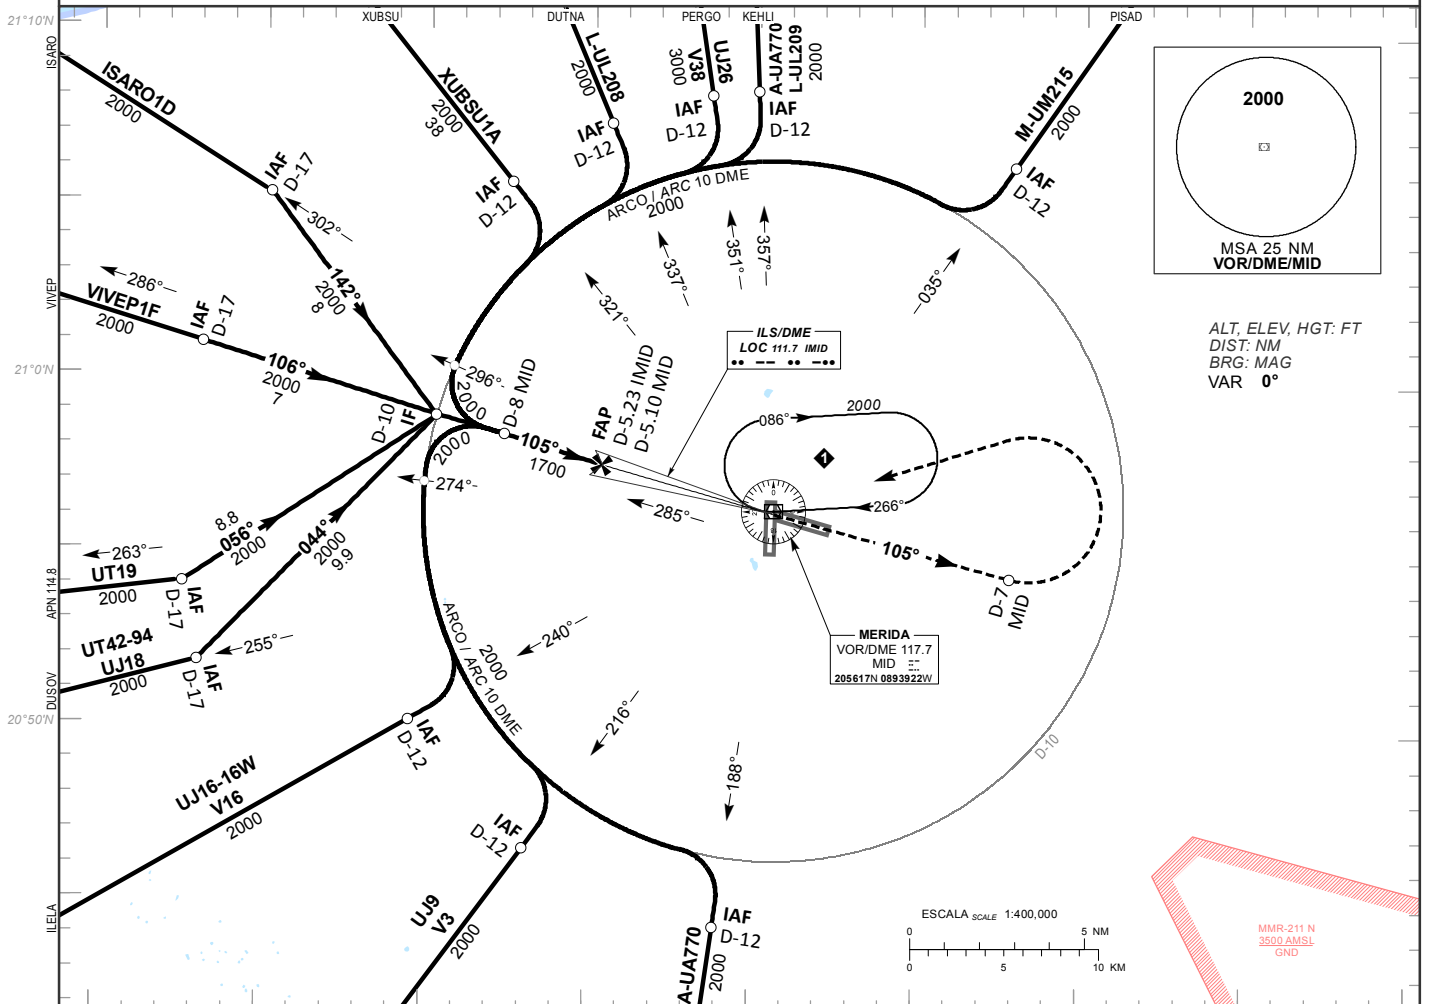 XUBSU
DUTNA
PERGO
KEHLI
PISAD
21°10'N
ISARO
ISARO1D
2000
IAF
D-17
302°
XUBSU1A
2000
38
IAF
D-12
L-UL208
2000
IAF
D-12
UJ26
V38
3000
IAF
D-12
A-UA770
L-UL209
2000
IAF
D-12
M-UM215
2000
IAF
D-12
2000
MSA 25 NM
VOR/DME/MID
ALT, ELEV, HGT: FT
DIST: NM
BRG: MAG
VAR 0°
ARCO / ARC 10 DME
2000
321°
337°
351°
357°
035°
VIVEP
286°
VIVEP1F
2000
IAF
D-17
142°
2000
8
106°
2000
7
21°0'N
296°
2000
D-8 MID
D-10
IF
2000
274°
105°
1700
FAP
D-5.23 IMID
D-5.10 MID
ILS/DME
LOC 111.7 IMID
285°
086°
2000
1
266°
0
105°
D-7
MID
MERIDA
VOR/DME 117.7
MID
205617N 0893922W
APN 114.8
263°
UT19
2000
IAF
D-17
8.8
056°
2000
044°
2000
9.9
DUSOV
UT42-94
UJ18
2000
IAF
D-17
255°
20°50'N
ARCO / ARC 10 DME
2000
240°
216°
188°
D-10
ILELA
UJ16-16W
V16
2000
IAF
D-12
UJ9
V3
2000
IAF
D-12
A-UA770
2000
IAF
D-12
ESCALA SCALE 1:400,000
0 5 NM
0 5 10 KM
MMR-211 N
3500 AMSL
GND